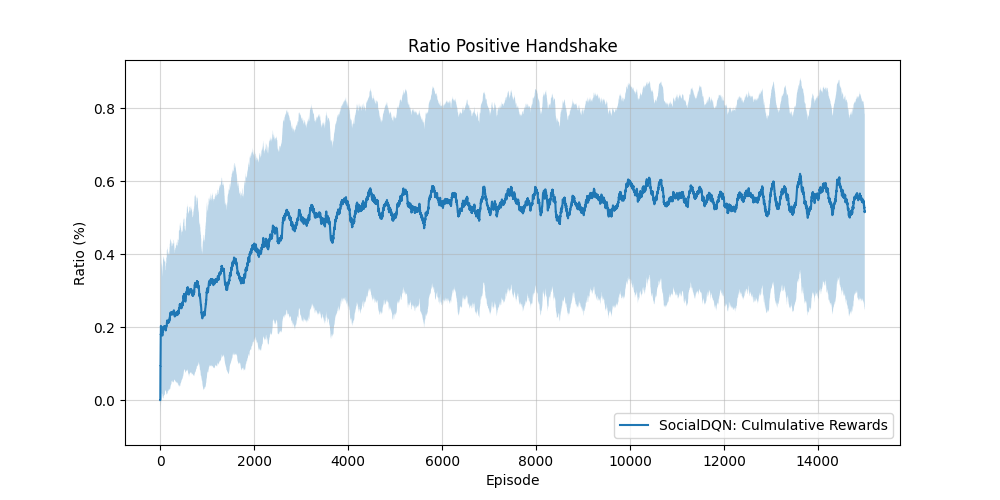 Ratio Positive Handshake
Ratio (%)
0.8
0.6
0.4
0.2
0.0
SocialDQN: Culmulative Rewards
0 2000 4000 6000 8000 10000 12000 14000
Episode